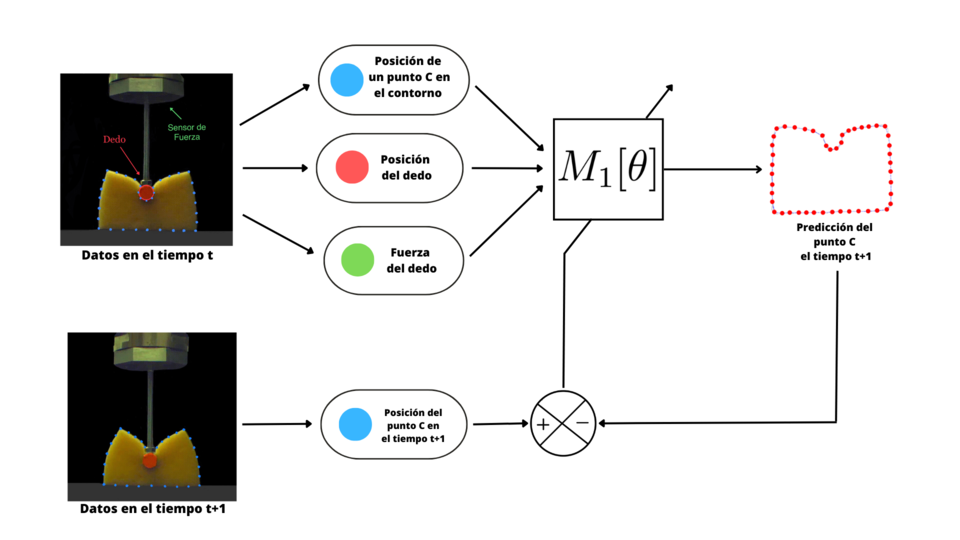 Sensor de
Fuerza
Dedo
Datos en el tiempo t
Posición de
un punto C en
el contorno
Posición
del dedo
Fuerza
del dedo
M₁[θ]
Predicción del
punto C
el tiempo t+1
Datos en el tiempo t+1
Posición del
punto C en
el tiempo t+1
+ −